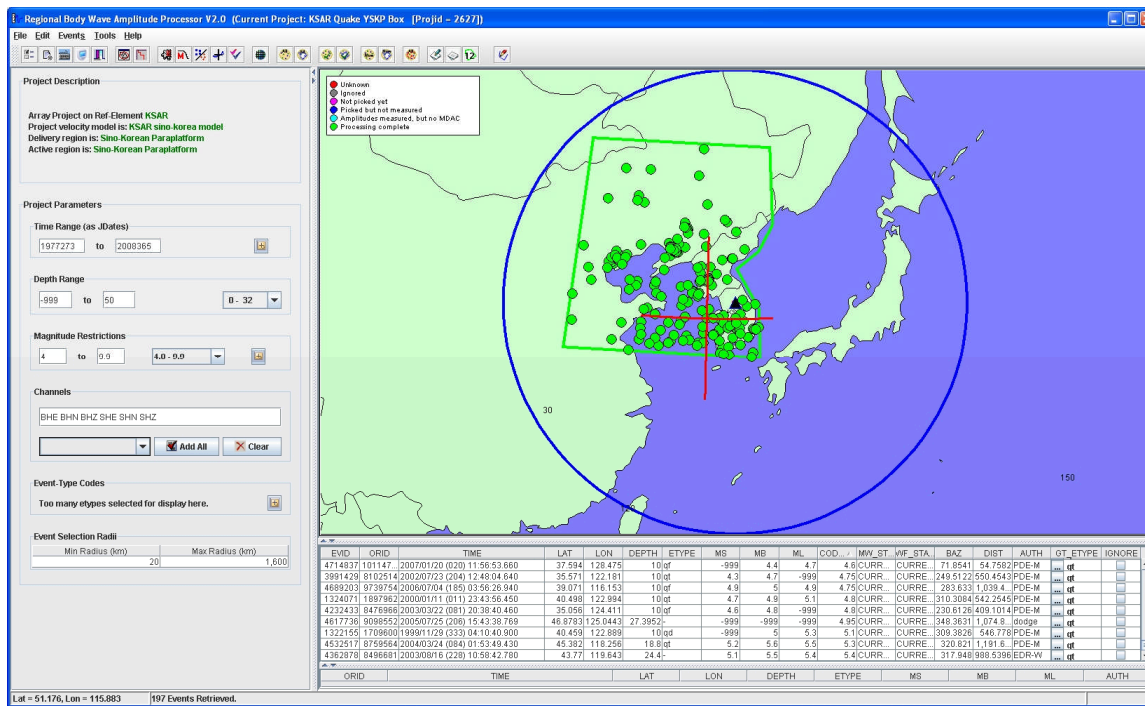 Regional Body Wave Amplitude Processor V2.0 (Current Project: KSAR Quake YSKP Box [Projid - 2627])
File Edit Events Tools Help
Project Description
Array Project on Ref-Element KSAR
Project velocity model is: KSAR sino-korea model
Delivery region is: Sino-Korean Paraplatform
Active region is: Sino-Korean Paraplatform
Project Parameters
Time Range (as JDates)
1977273 to 2008365
Depth Range
-999 to 50 0 - 32
Magnitude Restrictions
4 to 9.9 4.0 - 9.9
Channels
BHE BHN BHZ SHE SHN SHZ
Add All Clear
Event-Type Codes
Too many etypes selected for display here.
Event Selection Radii
Min Radius (km) Max Radius (km)
20 1,600
Unknown
Ignored
Not picked yet
Picked but not measured
Amplitudes measured, but no MDAC
Processing complete
30
150
EVID ORID TIME LAT LON DEPTH ETYPE MS MB ML COD... MW_ST... WF_STA... BAZ DIST AUTH GT_ETYPE IGNORE
4714837 101147... 2007/01/20 (020) 11:56:53.660 37.594 128.475 10 qt -999 4.4 4.7 4.6 CURR... CURRE... 71.8541 54.7582 PDE-M ... qt
3991429 8102514 2002/07/23 (204) 12:48:04.640 35.571 122.181 10 qt 4.3 4.7 -999 4.75 CURR... CURRE... 249.5122 550.4543 PDE-M ... qt
4689203 9739754 2006/07/04 (185) 03:56:26.940 39.071 116.153 10 qt 4.9 5 4.9 4.75 CURR... CURRE... 283.633 1,039.4... PDE-M ... qt
1324071 1897962 2000/01/11 (011) 23:43:56.450 40.498 122.994 10 qt 4.7 4.9 5.1 4.8 CURR... CURRE... 310.3084 542.2545 PDE-M ... qt
4232433 8476966 2003/03/22 (081) 20:38:40.460 35.056 124.411 10 qt 4.6 4.8 -999 4.8 CURR... CURRE... 230.6126 409.1014 PDE-M ... qt
4617736 9098552 2005/07/25 (206) 15:43:38.769 46.8783 125.0443 27.3952 - -999 -999 -999 4.95 CURR... CURRE... 348.3631 1,074.8... dodge ... qt
1322155 1709600 1999/11/29 (333) 04:10:40.900 40.459 122.889 10 qd -999 5 5.3 5.1 CURR... CURRE... 309.3826 546.778 PDE-M ... qt
4532517 8759564 2004/03/24 (084) 01:53:49.430 45.382 118.256 18.8 qt 5.2 5.6 5.5 5.3 CURR... CURRE... 320.821 1,191.6... PDE-M ... qt
4362878 8496681 2003/08/16 (228) 10:58:42.780 43.77 119.643 24.4 - 5.1 5.5 5.4 5.4 CURR... CURRE... 317.948 988.5396 EDR-W ... qt
ORID TIME LAT LON DEPTH ETYPE MS MB ML AUTH
Lat = 51.176, Lon = 115.883 197 Events Retrieved.